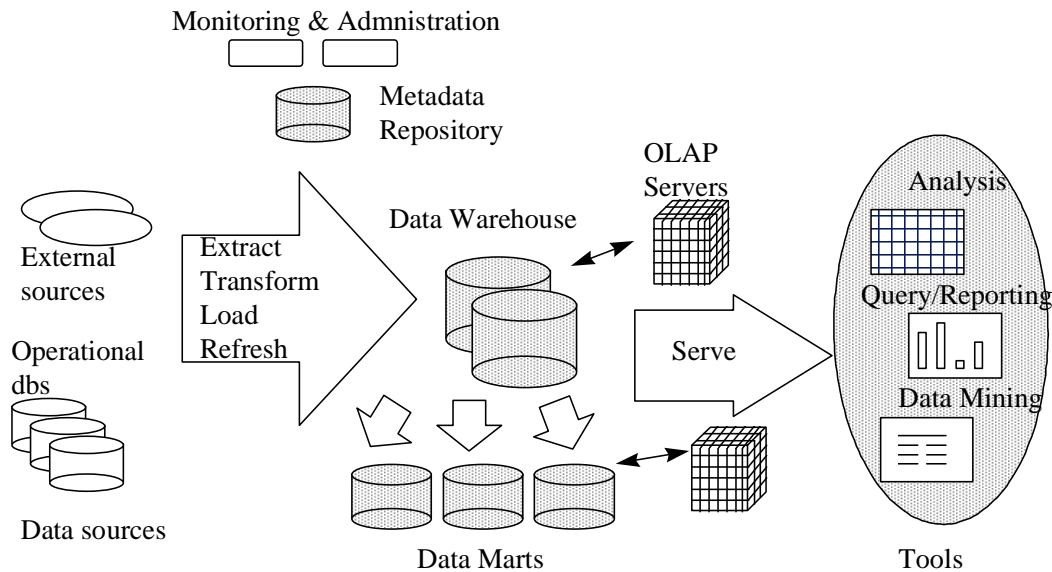 Monitoring & Admnistration
Metadata
Repository
OLAP
Servers
Analysis
Data Warehouse
External
sources
Extract
Transform
Load
Refresh
Query/Reporting
Operational
dbs
Serve
Data Mining
Data sources
Data Marts
Tools